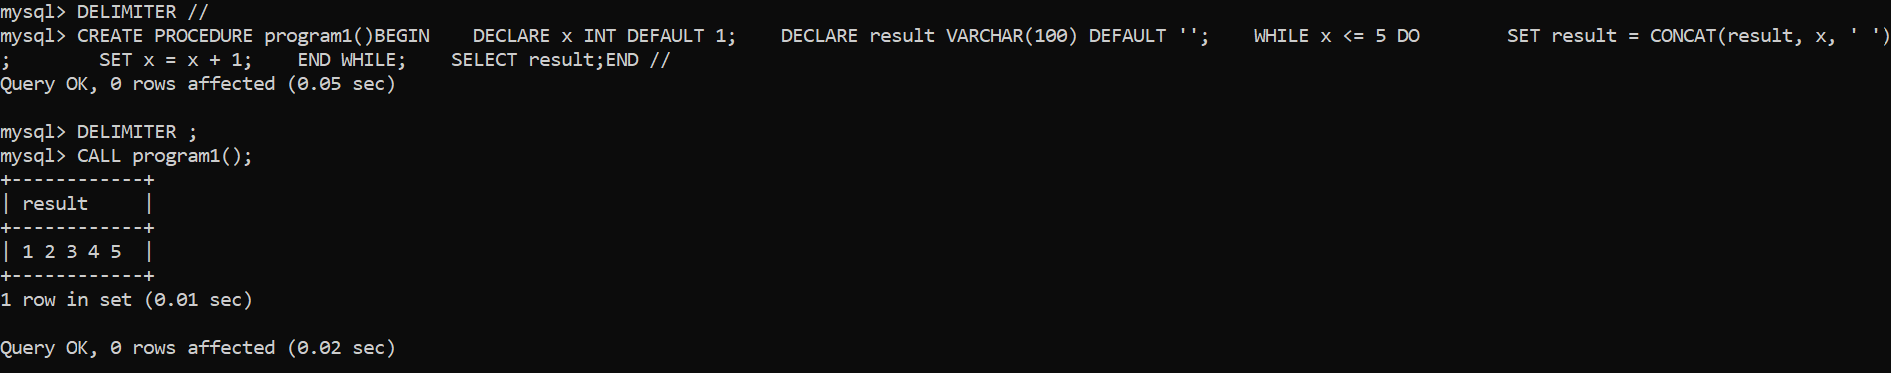 mysql> DELIMITER //
mysql> CREATE PROCEDURE program1()BEGIN    DECLARE x INT DEFAULT 1;    DECLARE result VARCHAR(100) DEFAULT '';    WHILE x <= 5 DO        SET result = CONCAT(result, x, ' ')
;        SET x = x + 1;    END WHILE;    SELECT result;END //
Query OK, 0 rows affected (0.05 sec)

mysql> DELIMITER ;
mysql> CALL program1();
+------------+
| result     |
+------------+
| 1 2 3 4 5  |
+------------+
1 row in set (0.01 sec)

Query OK, 0 rows affected (0.02 sec)